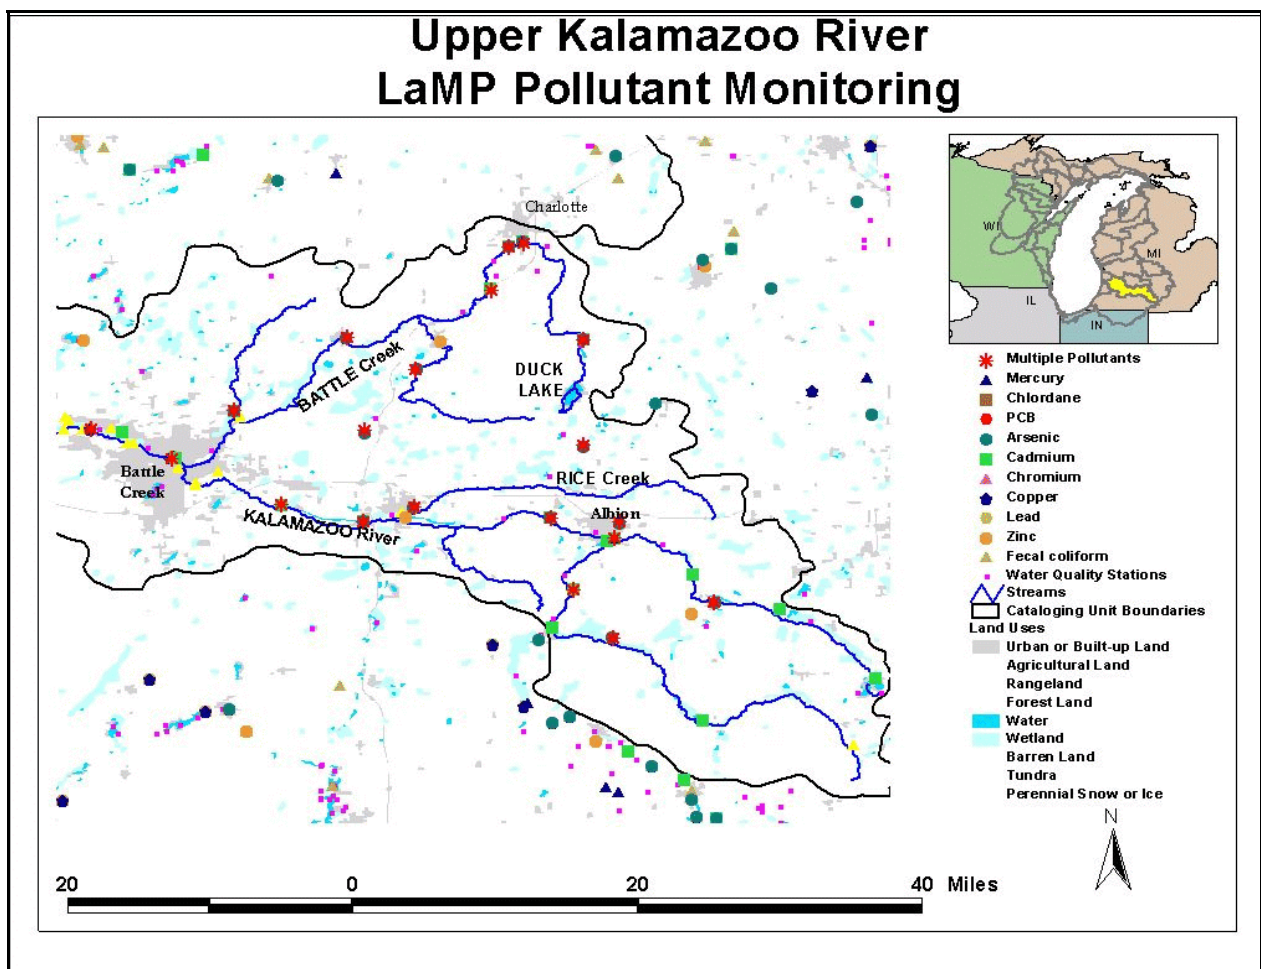 Upper Kalamazoo River
LaMP Pollutant Monitoring
Charlotte
BATTLE Creek
DUCK
LAKE
Battle
Creek
RICE Creek
Albion
KALAMAZOO River
WI
MI
IL
IN
Multiple Pollutants
Mercury
Chlordane
PCB
Arsenic
Cadmium
Chromium
Copper
Lead
Zinc
Fecal coliform
Water Quality Stations
Streams
Cataloging Unit Boundaries
Land Uses
Urban or Built-up Land
Agricultural Land
Rangeland
Forest Land
Water
Wetland
Barren Land
Tundra
Perennial Snow or Ice
N
20 0 20 40 Miles